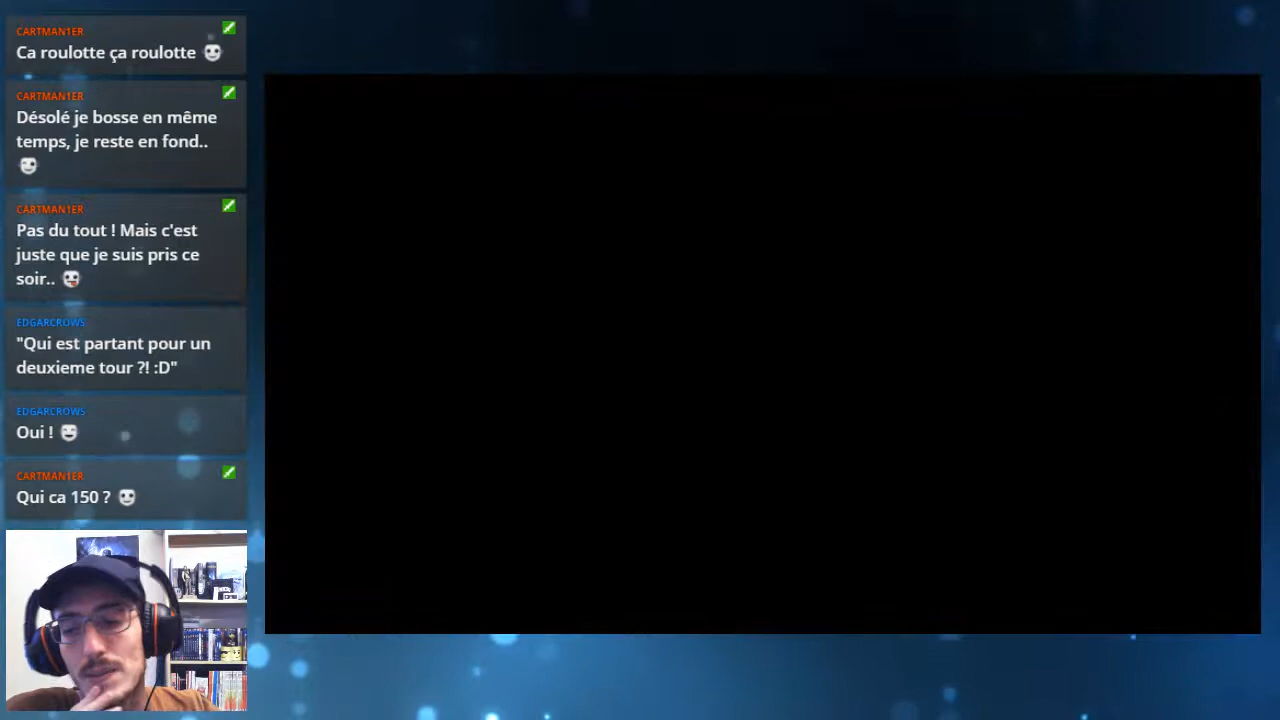 CARTMAN1ER
Ca roulotte ça roulotte
CARTMAN1ER
Désolé je bosse en même
temps, je reste en fond..
CARTMAN1ER
Pas du tout ! Mais c'est
juste que je suis pris ce
soir..
EDGARCROWS
"Qui est partant pour un
deuxieme tour ?! :D"
EDGARCROWS
Oui !
CARTMAN1ER
Qui ca 150 ?